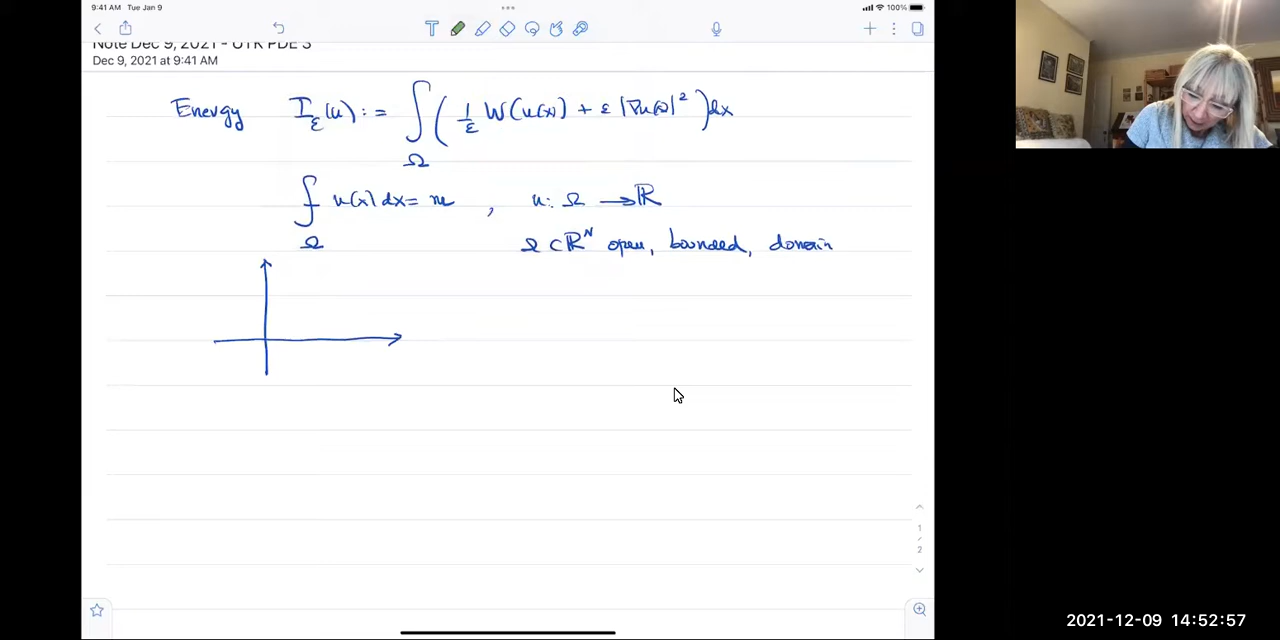 9:41 AM Tue Jan 9
100%
Note Dec 9, 2021 - UTK PDE 3
Dec 9, 2021 at 9:41 AM
Energy I_ε(u) := ∫_Ω ( 1/ε W(u(x)) + ε |∇u(x)|² ) dx
⨍_Ω u(x) dx = m , u: Ω → ℝ
Ω ⊂ ℝ^N open, bounded, domain
1
2
2021-12-09 14:52:57